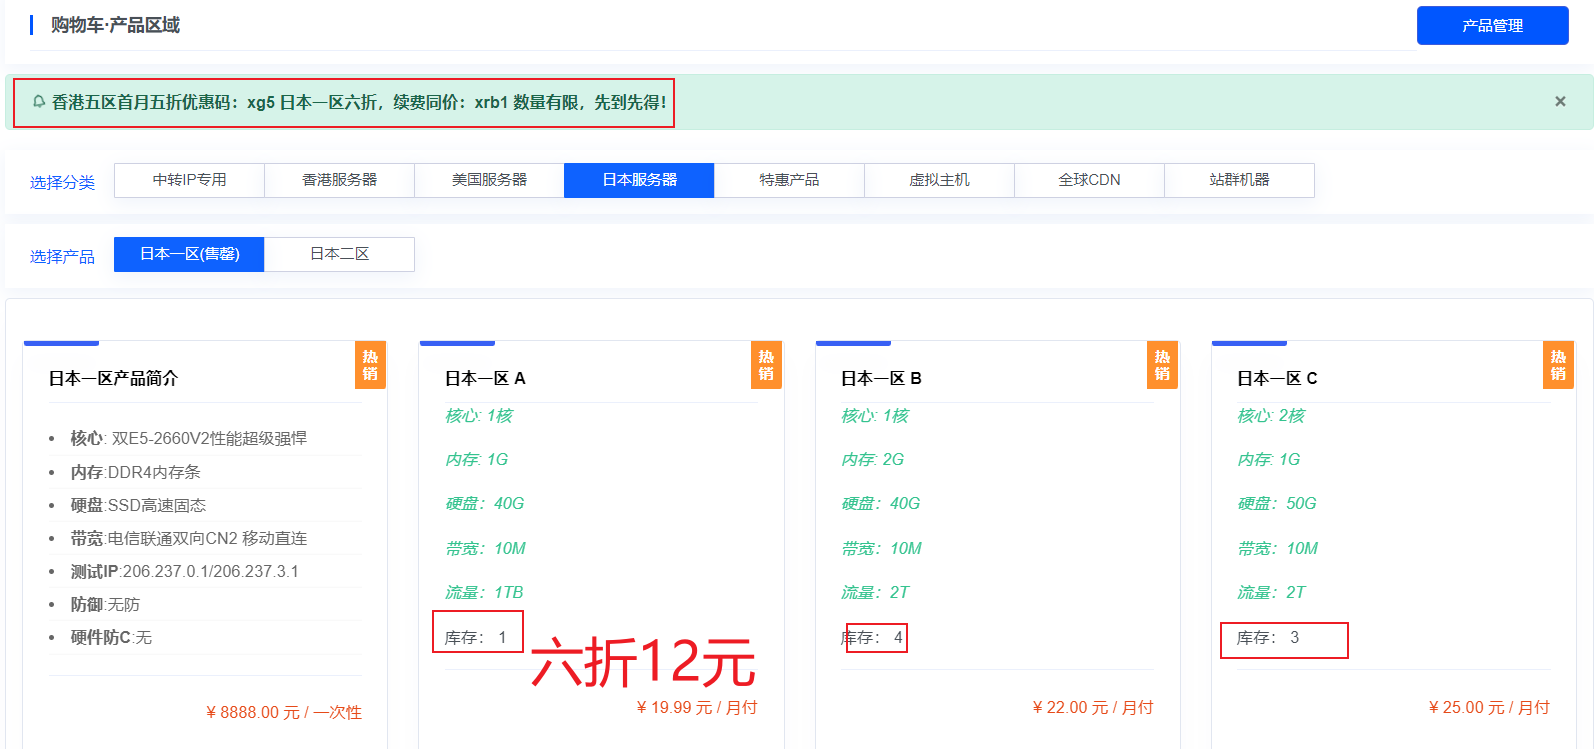 购物车·产品区域
产品管理
香港五区首月五折优惠码：xg5 日本一区六折，续费同价：xrb1 数量有限，先到先得！
选择分类
中转IP专用
香港服务器
美国服务器
日本服务器
特惠产品
虚拟主机
全球CDN
站群机器
选择产品
日本一区(售罄)
日本二区
热销
日本一区产品简介
核心: 双E5-2660V2性能超级强悍
内存:DDR4内存条
硬盘:SSD高速固态
带宽:电信联通双向CN2 移动直连
测试IP:206.237.0.1/206.237.3.1
防御:无防
硬件防C:无
¥ 8888.00 元 / 一次性
热销
日本一区 A
核心: 1核
内存: 1G
硬盘：40G
带宽：10M
流量：1TB
库存： 1
六折12元
¥ 19.99 元 / 月付
热销
日本一区 B
核心: 1核
内存: 2G
硬盘：40G
带宽：10M
流量：2T
库存： 4
¥ 22.00 元 / 月付
热销
日本一区 C
核心: 2核
内存: 1G
硬盘：50G
带宽：10M
流量：2T
库存： 3
¥ 25.00 元 / 月付